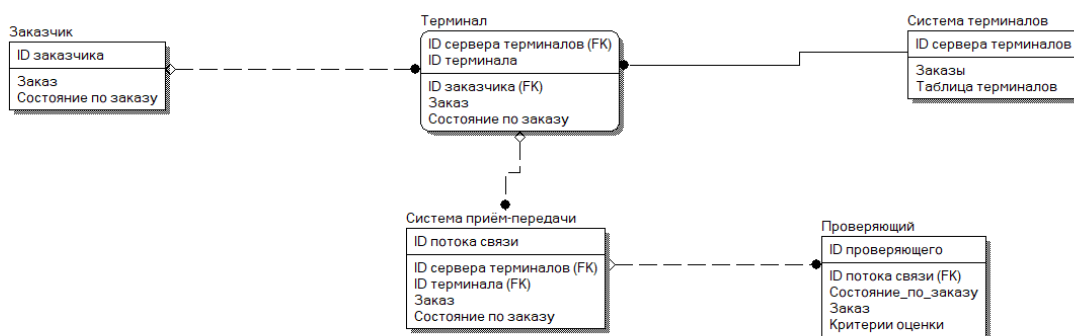 Заказчик
ID заказчика
Заказ
Состояние по заказу
Терминал
ID сервера терминалов (FK)
ID терминала
ID заказчика (FK)
Заказ
Состояние по заказу
Система терминалов
ID сервера терминалов
Заказы
Таблица терминалов
Система приём-передачи
ID потока связи
ID сервера терминалов (FK)
ID терминала (FK)
Заказ
Состояние по заказу
Проверяющий
ID проверяющего
ID потока связи (FK)
Состояние_по_заказу
Заказ
Критерии оценки